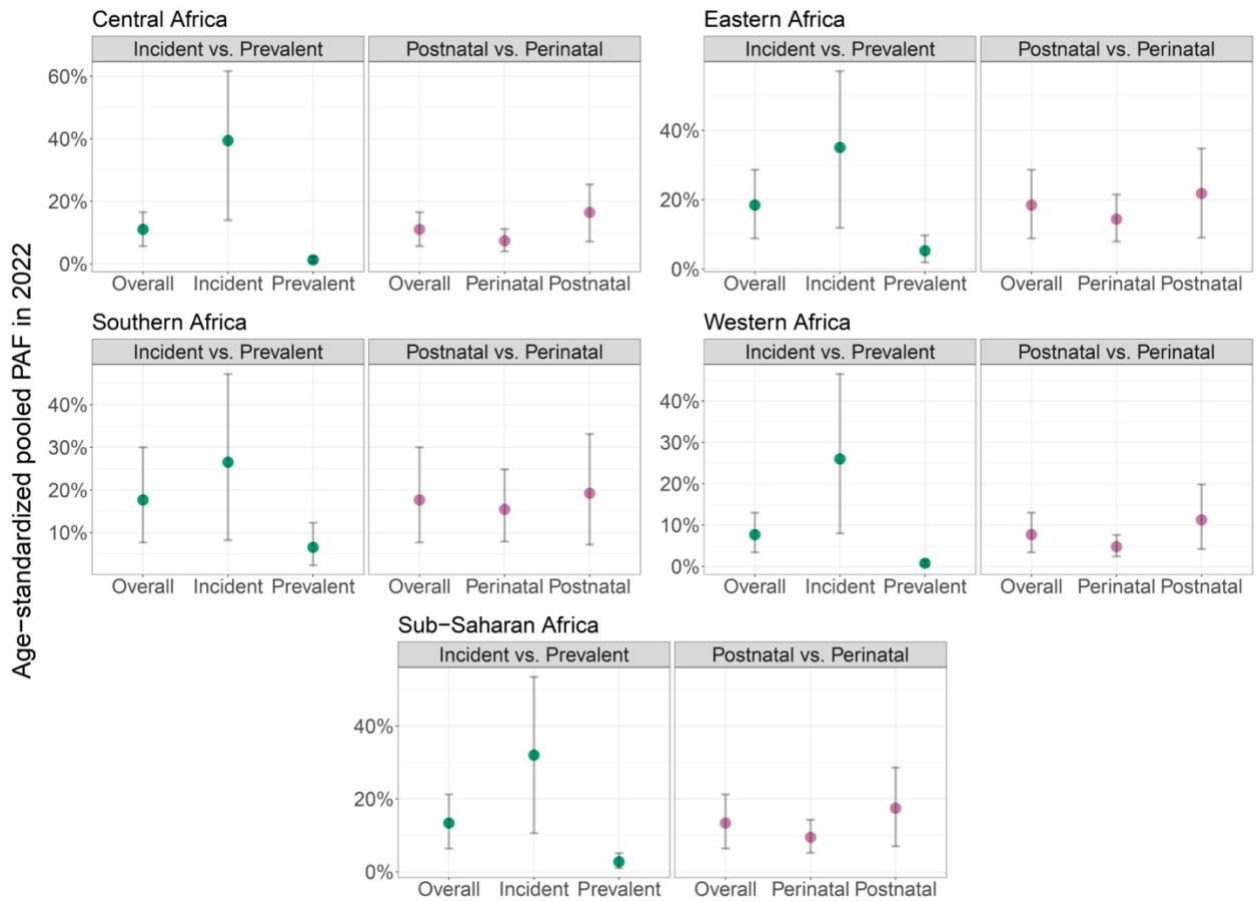 Age-standardized pooled PAF in 2022
Central Africa
Incident vs. Prevalent
Postnatal vs. Perinatal
60%
40%
20%
0%
Overall Incident Prevalent
Overall Perinatal Postnatal
Eastern Africa
Incident vs. Prevalent
Postnatal vs. Perinatal
40%
20%
0%
Overall Incident Prevalent
Overall Perinatal Postnatal
Southern Africa
Incident vs. Prevalent
Postnatal vs. Perinatal
40%
30%
20%
10%
Overall Incident Prevalent
Overall Perinatal Postnatal
Western Africa
Incident vs. Prevalent
Postnatal vs. Perinatal
40%
30%
20%
10%
0%
Overall Incident Prevalent
Overall Perinatal Postnatal
Sub-Saharan Africa
Incident vs. Prevalent
Postnatal vs. Perinatal
40%
20%
0%
Overall Incident Prevalent
Overall Perinatal Postnatal